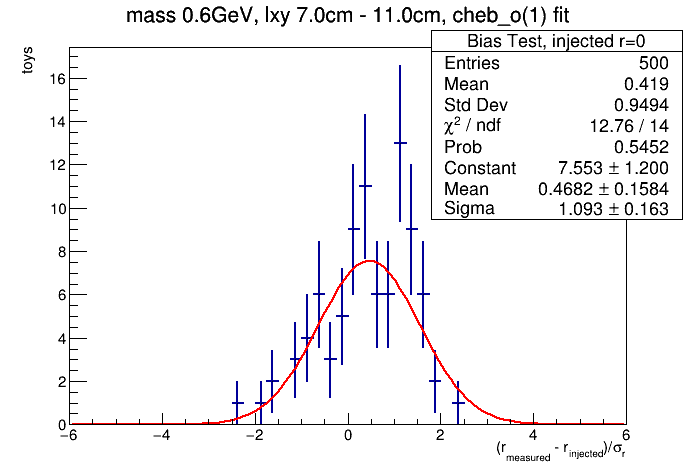 mass 0.6GeV, lxy 7.0cm - 11.0cm, cheb_o(1) fit
toys
Bias Test, injected r=0
Entries 500
Mean 0.419
Std Dev 0.9494
χ² / ndf 12.76 / 14
Prob 0.5452
Constant 7.553 ± 1.200
Mean 0.4682 ± 0.1584
Sigma 1.093 ± 0.163
16
14
12
10
8
6
4
2
0
−6 −4 −2 0 2 4 6
(r_measured - r_injected)/σ_r